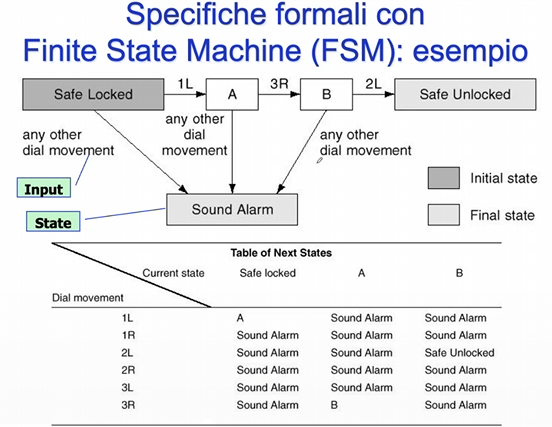 Specifiche formali con
Finite State Machine (FSM): esempio
1L 3R 2L
Safe Locked A B Safe Unlocked
any other
dial movement
any other
dial
movement
any other
dial movement
Input
State
Sound Alarm
Initial state
Final state
Table of Next States
Current state Safe locked A B
Dial movement
1L A Sound Alarm Sound Alarm
1R Sound Alarm Sound Alarm Sound Alarm
2L Sound Alarm Sound Alarm Safe Unlocked
2R Sound Alarm Sound Alarm Sound Alarm
3L Sound Alarm Sound Alarm Sound Alarm
3R Sound Alarm B Sound Alarm